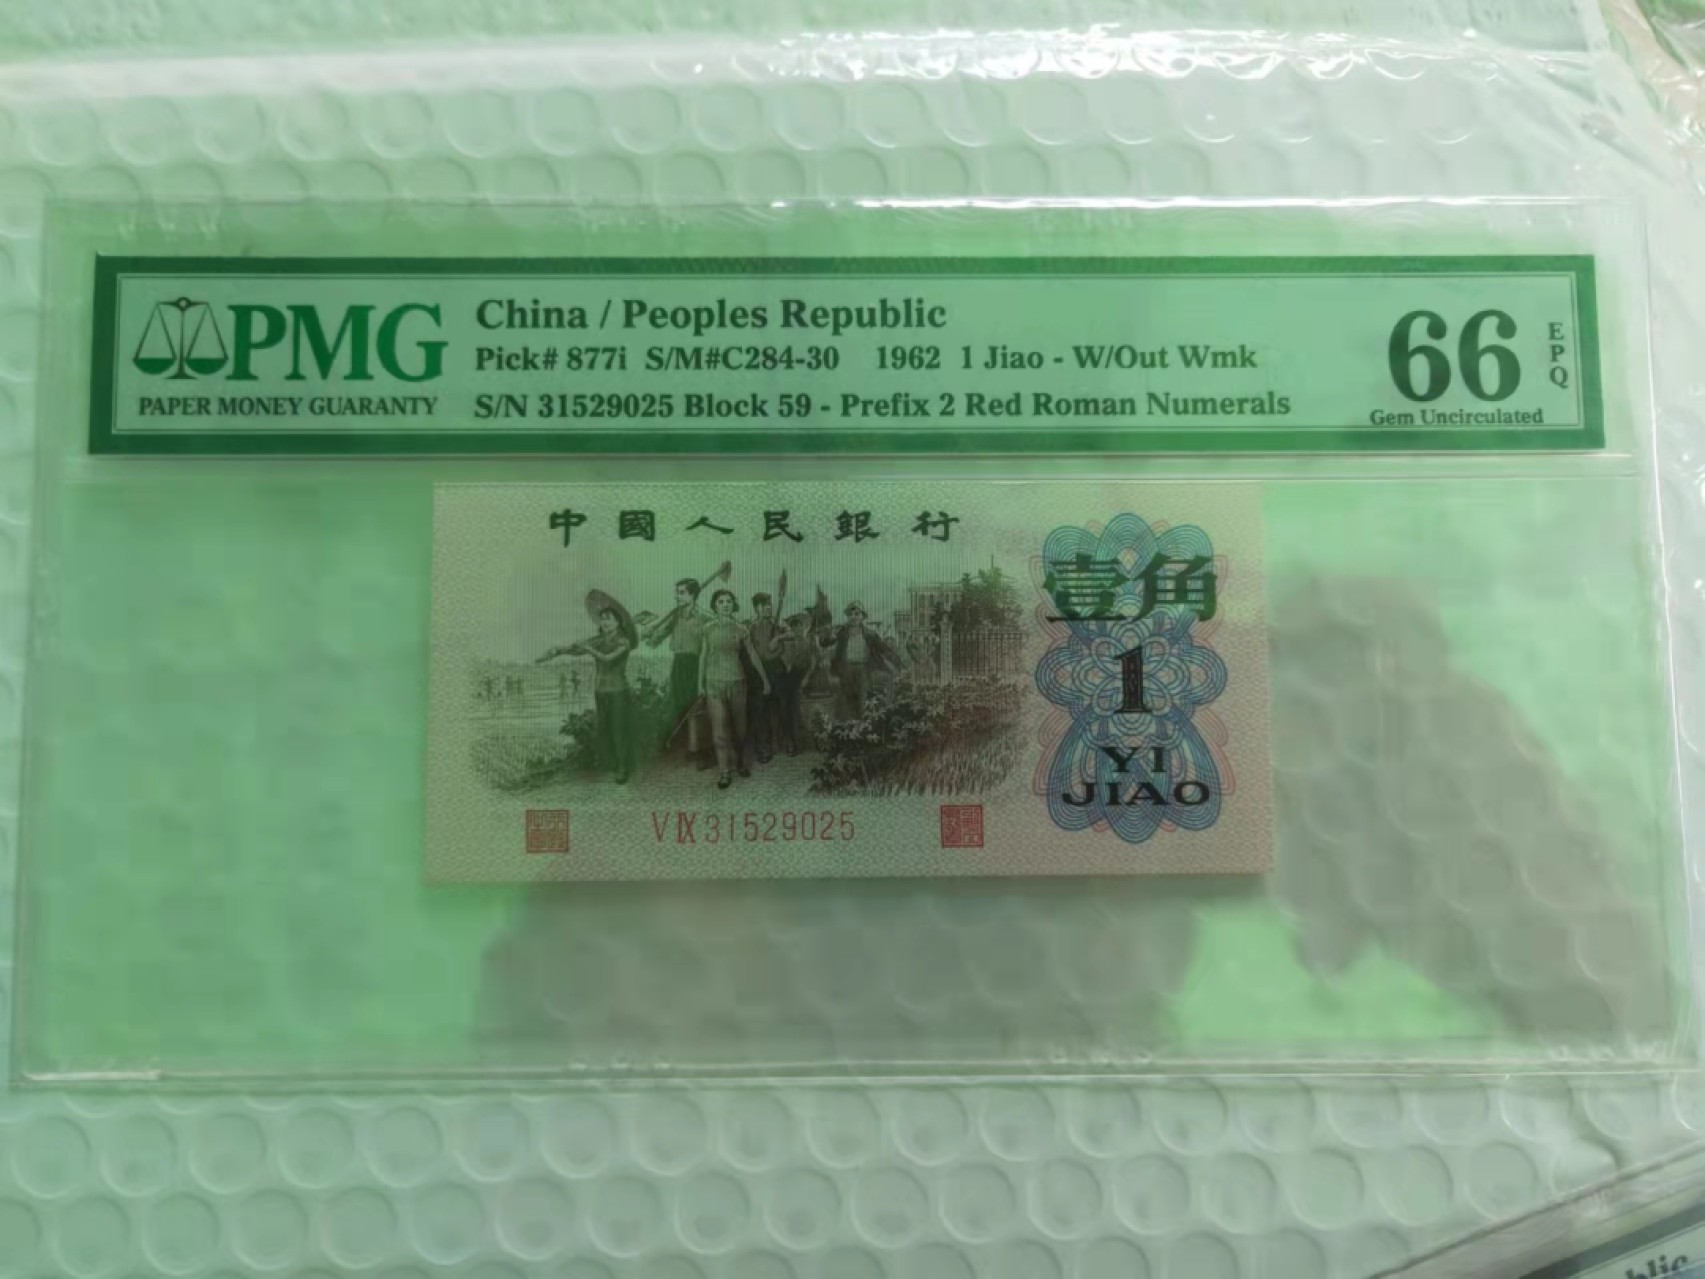 PMG
PAPER MONEY GUARANTY
China / Peoples Republic
Pick# 877i S/M#C284-30 1962 1 Jiao - W/Out Wmk
S/N 31529025 Block 59 - Prefix 2 Red Roman Numerals
66
EPQ
Gem Uncirculated
中國人民銀行
壹角
1
YI
JIAO
V IX 31529025
blic